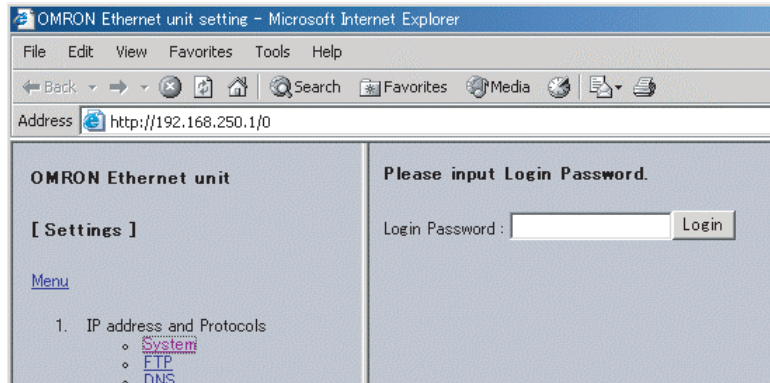 OMRON Ethernet unit setting - Microsoft Internet Explorer
File Edit View Favorites Tools Help
Back Search Favorites Media
Address http://192.168.250.1/0
OMRON Ethernet unit
[ Settings ]
Menu
1. IP address and Protocols
System
FTP
DNS
Please input Login Password.
Login Password : Login